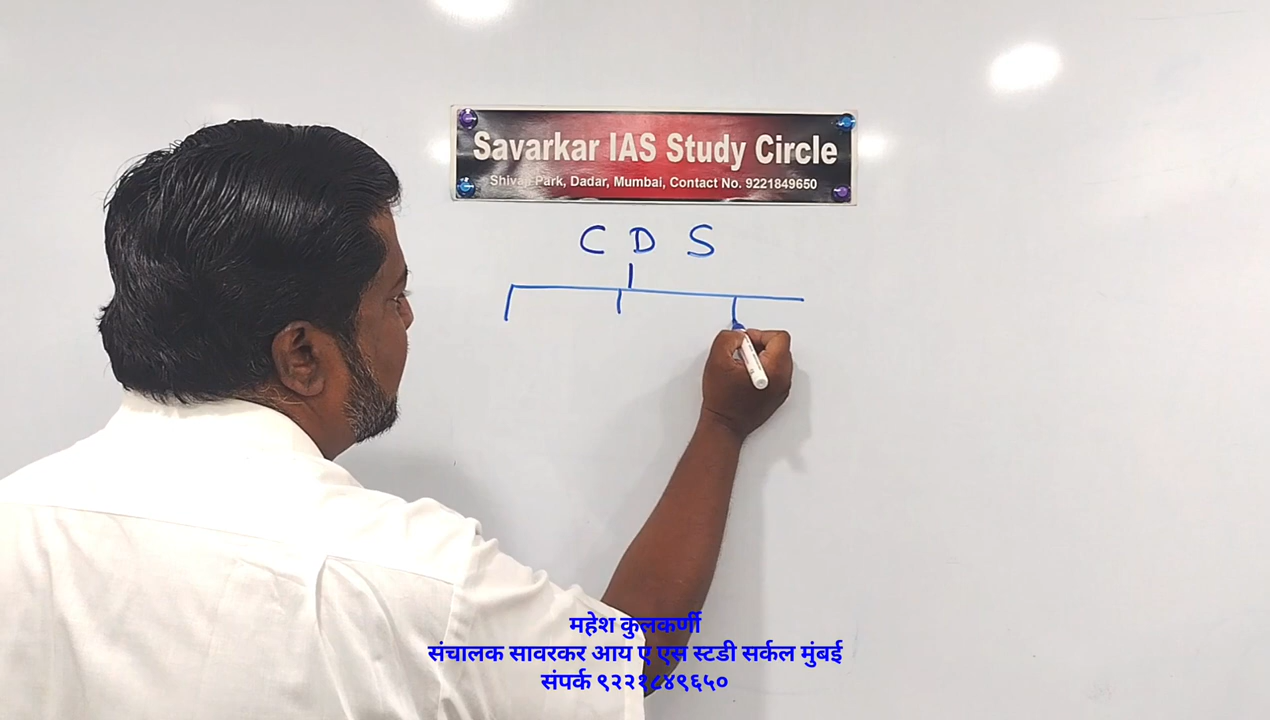 Savarkar IAS Study Circle
Shivaji Park, Dadar, Mumbai, Contact No. 9221849650
C D S
महेश कुलकर्णी
संचालक सावरकर आय ए एस स्टडी सर्कल मुंबई
संपर्क ९२२१८४९६५०